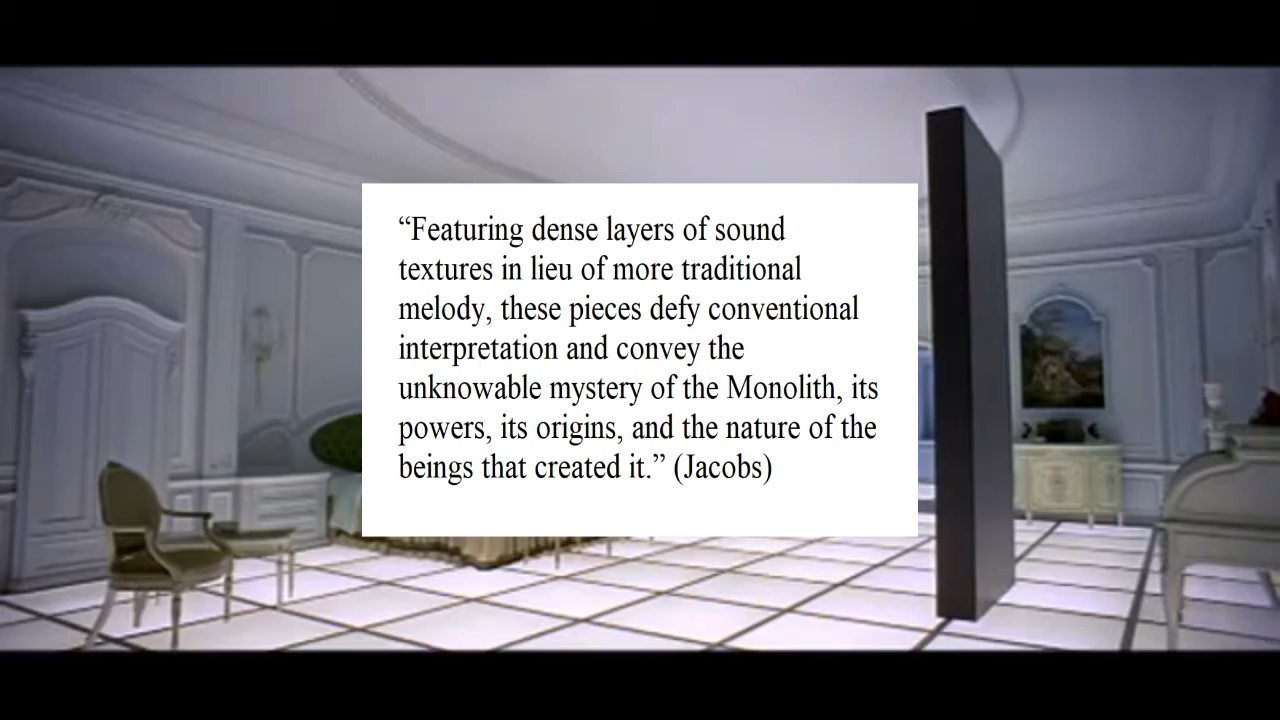 “Featuring dense layers of sound
textures in lieu of more traditional
melody, these pieces defy conventional
interpretation and convey the
unknowable mystery of the Monolith, its
powers, its origins, and the nature of the
beings that created it.” (Jacobs)